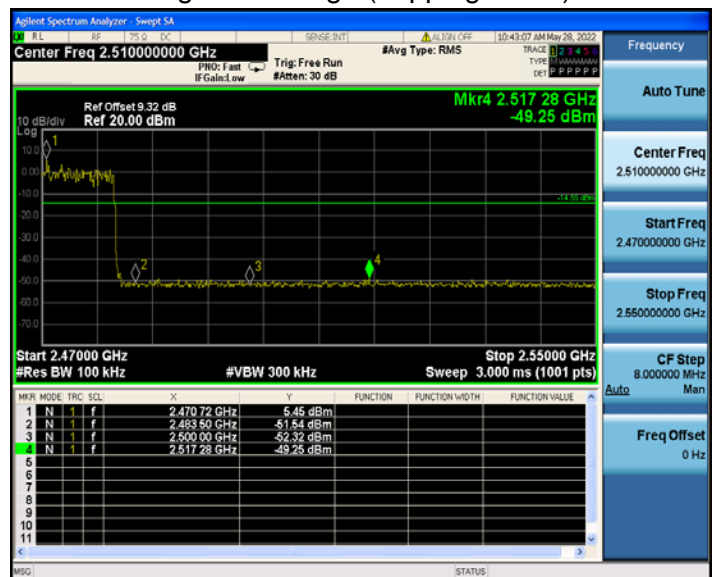 Agilent Spectrum Analyzer - Swept SA
RL RF 75 Ω DC SENSE:INT ALIGN OFF 10:43:07 AM May 28, 2022
Center Freq 2.510000000 GHz #Avg Type: RMS TRACE 1 2 3 4 5 6
PNO: Fast Trig: Free Run TYPE
IFGain:Low #Atten: 30 dB DET P P P P P P
Frequency
Auto Tune
Center Freq
2.510000000 GHz
Start Freq
2.470000000 GHz
Stop Freq
2.550000000 GHz
CF Step
8.000000 MHz
Auto Man
Freq Offset
0 Hz
Mkr4 2.517 28 GHz
-49.25 dBm
Ref Offset 9.32 dB
10 dB/div Ref 20.00 dBm
Log
10.0
0.00
-10.0
-20.0
-30.0
-40.0
-50.0
-60.0
-70.0
1
2
3
4
-14.55 dBm
Start 2.47000 GHz Stop 2.55000 GHz
#Res BW 100 kHz #VBW 300 kHz Sweep 3.000 ms (1001 pts)
MKR MODE TRC SCL X Y FUNCTION FUNCTION WIDTH FUNCTION VALUE
1 N 1 f 2.470 72 GHz 5.45 dBm
2 N 1 f 2.483 50 GHz -51.54 dBm
3 N 1 f 2.500 00 GHz -52.32 dBm
4 N 1 f 2.517 28 GHz -49.25 dBm
5
6
7
8
9
10
11
MSG STATUS